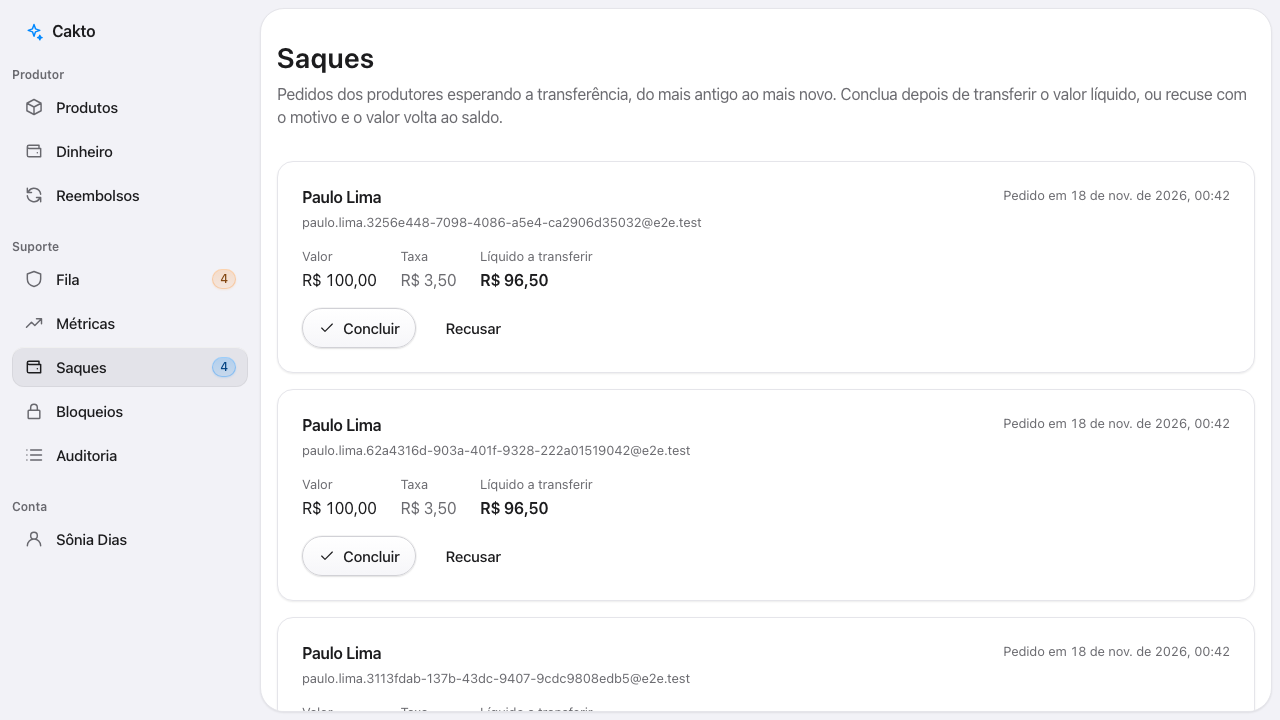 Cakto
Produtor
Produtos
Dinheiro
Reembolsos
Suporte
Fila 4
Métricas
Saques 4
Bloqueios
Auditoria
Conta
Sônia Dias
Saques
Pedidos dos produtores esperando a transferência, do mais antigo ao mais novo. Conclua depois de transferir o valor líquido, ou recuse com
o motivo e o valor volta ao saldo.
Paulo Lima Pedido em 18 de nov. de 2026, 00:42
paulo.lima.3256e448-7098-4086-a5e4-ca2906d35032@e2e.test
Valor Taxa Líquido a transferir
R$ 100,00 R$ 3,50 R$ 96,50
Concluir Recusar
Paulo Lima Pedido em 18 de nov. de 2026, 00:42
paulo.lima.62a4316d-903a-401f-9328-222a01519042@e2e.test
Valor Taxa Líquido a transferir
R$ 100,00 R$ 3,50 R$ 96,50
Concluir Recusar
Paulo Lima Pedido em 18 de nov. de 2026, 00:42
paulo.lima.3113fdab-137b-43dc-9407-9cdc9808edb5@e2e.test
Valor Taxa Líquido a transferir